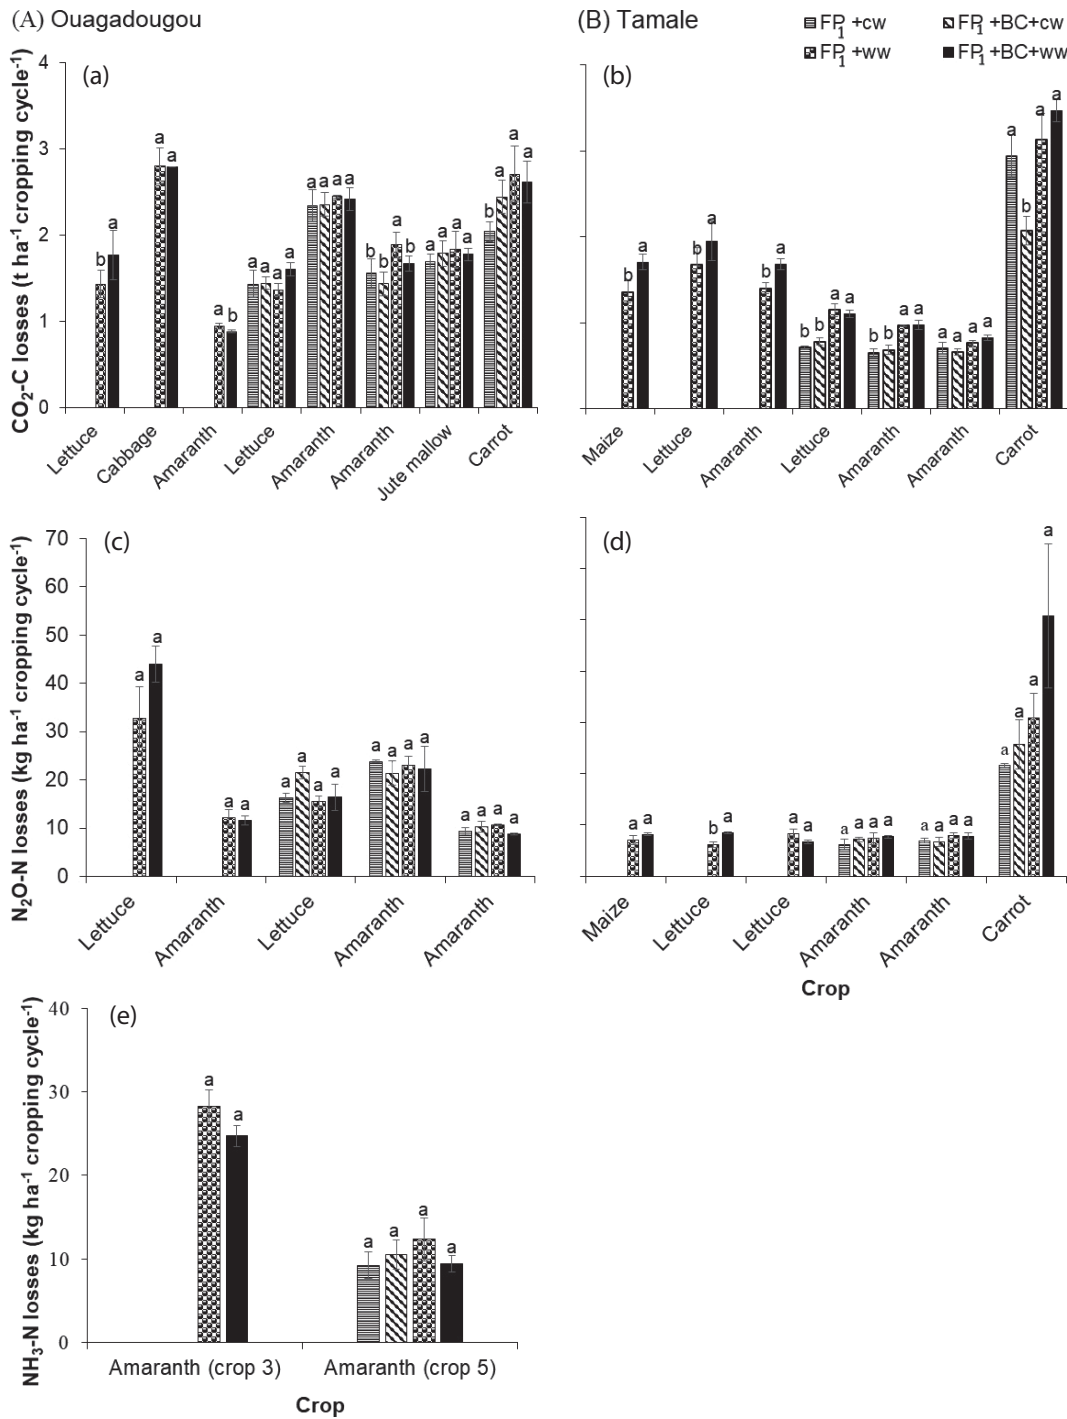 (A) Ouagadougou
(B) Tamale
FP1 +cw
FP1 +BC+cw
FP1 +ww
FP1 +BC+ww
(a)
CO2-C losses (t ha-1 cropping cycle-1)
4
3
2
1
0
b a
a a
a b
a a a a
a a a a
b b a b
a a a a
b a a a
Lettuce
Cabbage
Amaranth
Lettuce
Amaranth
Amaranth
Jute mallow
Carrot
(b)
b a
b a
b a
b b a a
b b a a
a a a a
a b a a
Maize
Lettuce
Amaranth
Lettuce
Amaranth
Amaranth
Carrot
(c)
N2O-N losses (kg ha-1 cropping cycle-1)
70
60
50
40
30
20
10
0
a a
a a
a a a a
a a a a
a a a a
Lettuce
Amaranth
Lettuce
Amaranth
Amaranth
(d)
a a
b a
a a
a a a a
a a a a
a a a a
Maize
Lettuce
Lettuce
Amaranth
Amaranth
Carrot
Crop
(e)
NH3-N losses (kg ha-1 cropping cycle-1)
40
30
20
10
0
a a
a a a a
Amaranth (crop 3)
Amaranth (crop 5)
Crop